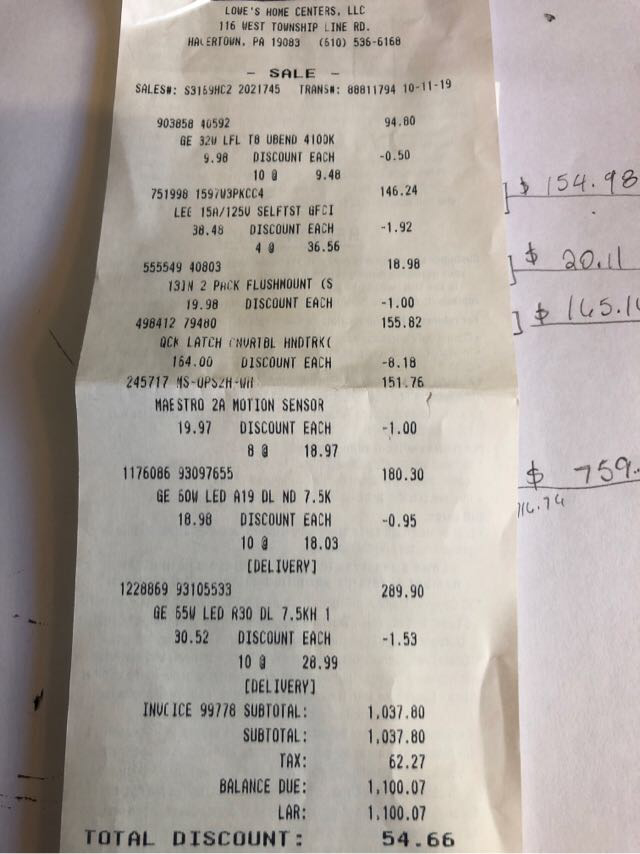 LOWE'S HOME CENTERS, LLC
116 WEST TOWNSHIP LINE RD.
HAVERTOWN, PA 19083 (610) 536-6168
- SALE -
SALES#: S3169HC2 2021745 TRANS#: 88811794 10-11-19
903858 40592 94.80
GE 32W LFL T8 UBEND 4100K
9.98 DISCOUNT EACH -0.50
10 @ 9.48
751998 1597W3PKCC4 146.24
LEG 15A/125V SELFTST GFCI
38.48 DISCOUNT EACH -1.92
4 @ 36.56
555549 40803 18.98
13IN 2 PACK FLUSHMOUNT (S
19.98 DISCOUNT EACH -1.00
498412 79480 155.82
QCK LATCH CNVRTBL HNDTRK(
164.00 DISCOUNT EACH -8.18
245717 MS-OPS2H-WH 151.76
MAESTRO 2A MOTION SENSOR
19.97 DISCOUNT EACH -1.00
8 @ 18.97
1176086 93097655 180.30
GE 60W LED A19 DL ND 7.5K
18.98 DISCOUNT EACH -0.95
10 @ 18.03
[DELIVERY]
1228869 93105533 289.90
GE 65W LED R30 DL 7.5KH 1
30.52 DISCOUNT EACH -1.53
10 @ 28.99
[DELIVERY]
INVOICE 99778 SUBTOTAL: 1,037.80
SUBTOTAL: 1,037.80
TAX: 62.27
BALANCE DUE: 1,100.07
LAR: 1,100.07
TOTAL DISCOUNT: 54.66
$ 154.98
$ 20.11
$ 165.1
$ 759.
116.74